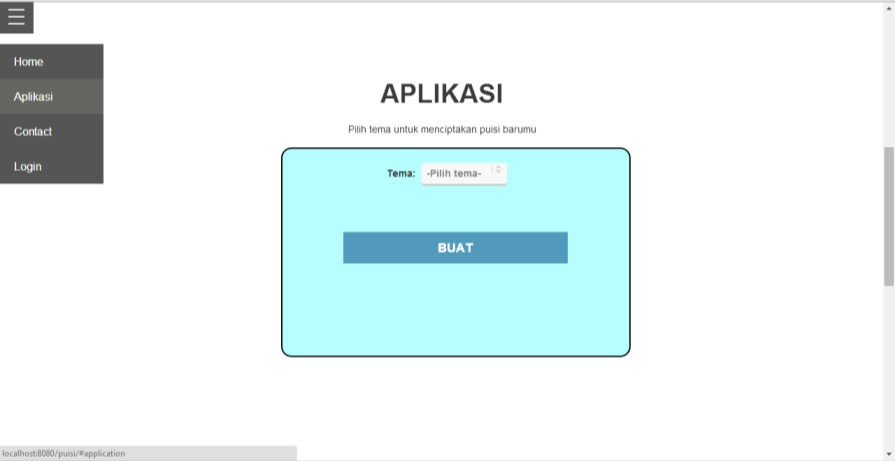 Home
Aplikasi
Contact
Login
APLIKASI
Pilih tema untuk menciptakan puisi barumu
Tema: -Pilih tema-
BUAT
localhost:8080/puisi/#application